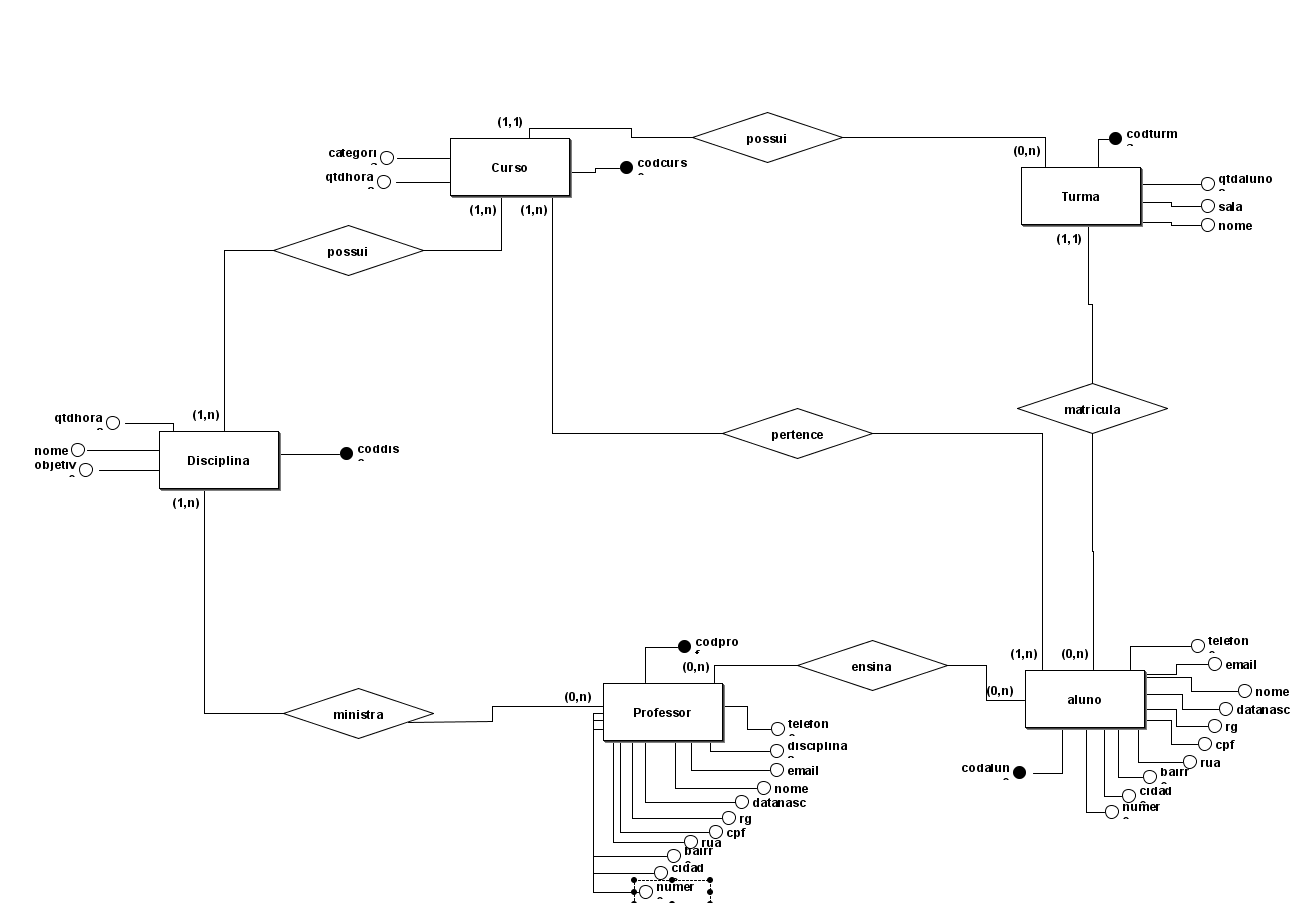 (1,1)
possui
codturm
categori
Curso
codcurs
(0,n)
qtdhora
Turma
qtdaluno
sala
nome
(1,n)
(1,n)
(1,1)
possui
(1,n)
matricula
qtdhora
pertence
nome
objetiv
Disciplina
coddis
(1,n)
codpro
(0,n)
ensina
(1,n)
(0,n)
telefon
email
(0,n)
nome
(0,n)
ministra
Professor
aluno
datanasc
rg
cpf
rua
telefon
disciplina
email
nome
datanasc
rg
cpf
rua
bairr
cidad
numer
codalun
bairr
cidad
numer